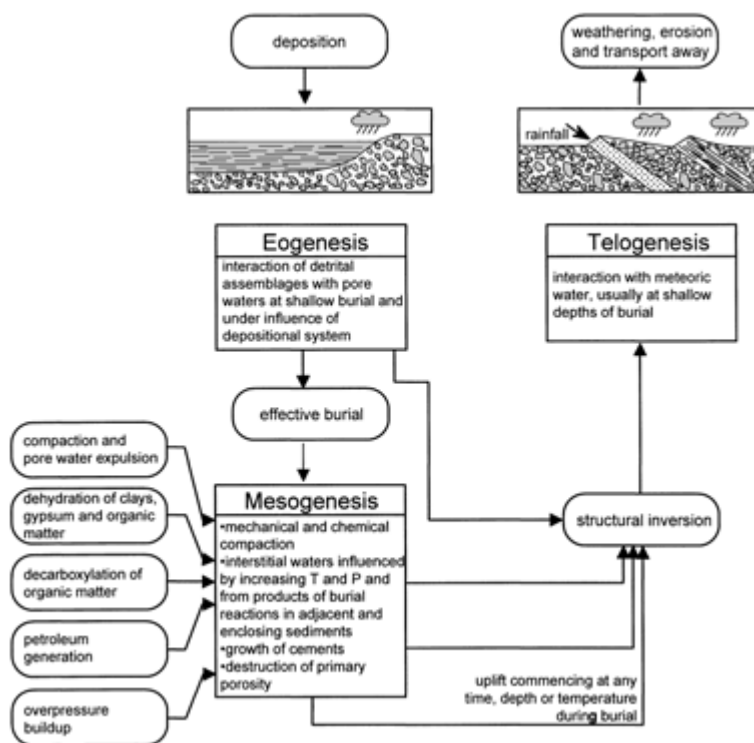 deposition
weathering, erosion
and transport away
rainfall
Eogenesis
interaction of detrital
assemblages with pore
waters at shallow burial and
under influence of
depositional system
Telogenesis
interaction with meteoric
water, usually at shallow
depths of burial
effective burial
compaction and
pore water expulsion
dehydration of clays,
gypsum and organic
matter
decarboxylation of
organic matter
petroleum
generation
overpressure
buildup
Mesogenesis
•mechanical and chemical
compaction
•interstitial waters influenced
by increasing T and P and
from products of burial
reactions in adjacent and
enclosing sediments
•growth of cements
•destruction of primary
porosity
structural inversion
uplift commencing at any
time, depth or temperature
during burial